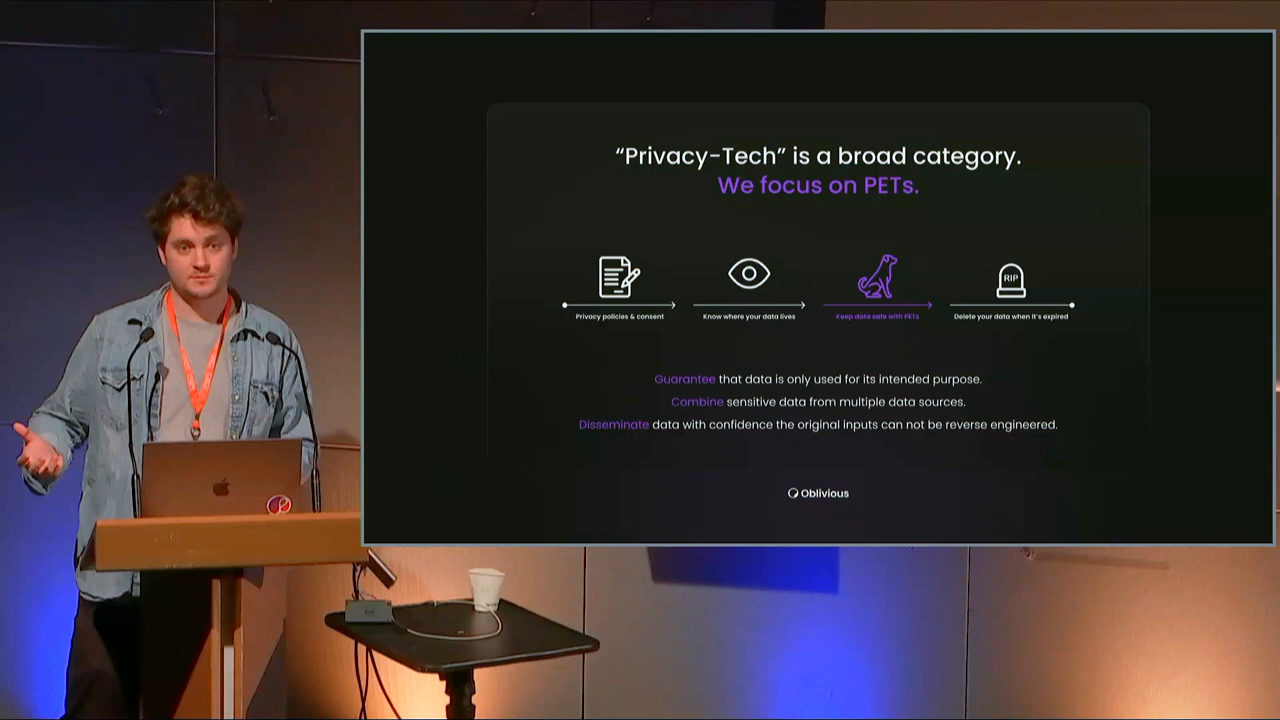 “Privacy-Tech” is a broad category.
We focus on PETs.
RIP
Privacy policies & consent
Know where your data lives
Keep data safe with PETs
Delete your data when it's expired
Guarantee that data is only used for its intended purpose.
Combine sensitive data from multiple data sources.
Disseminate data with confidence the original inputs can not be reverse engineered.
Oblivious